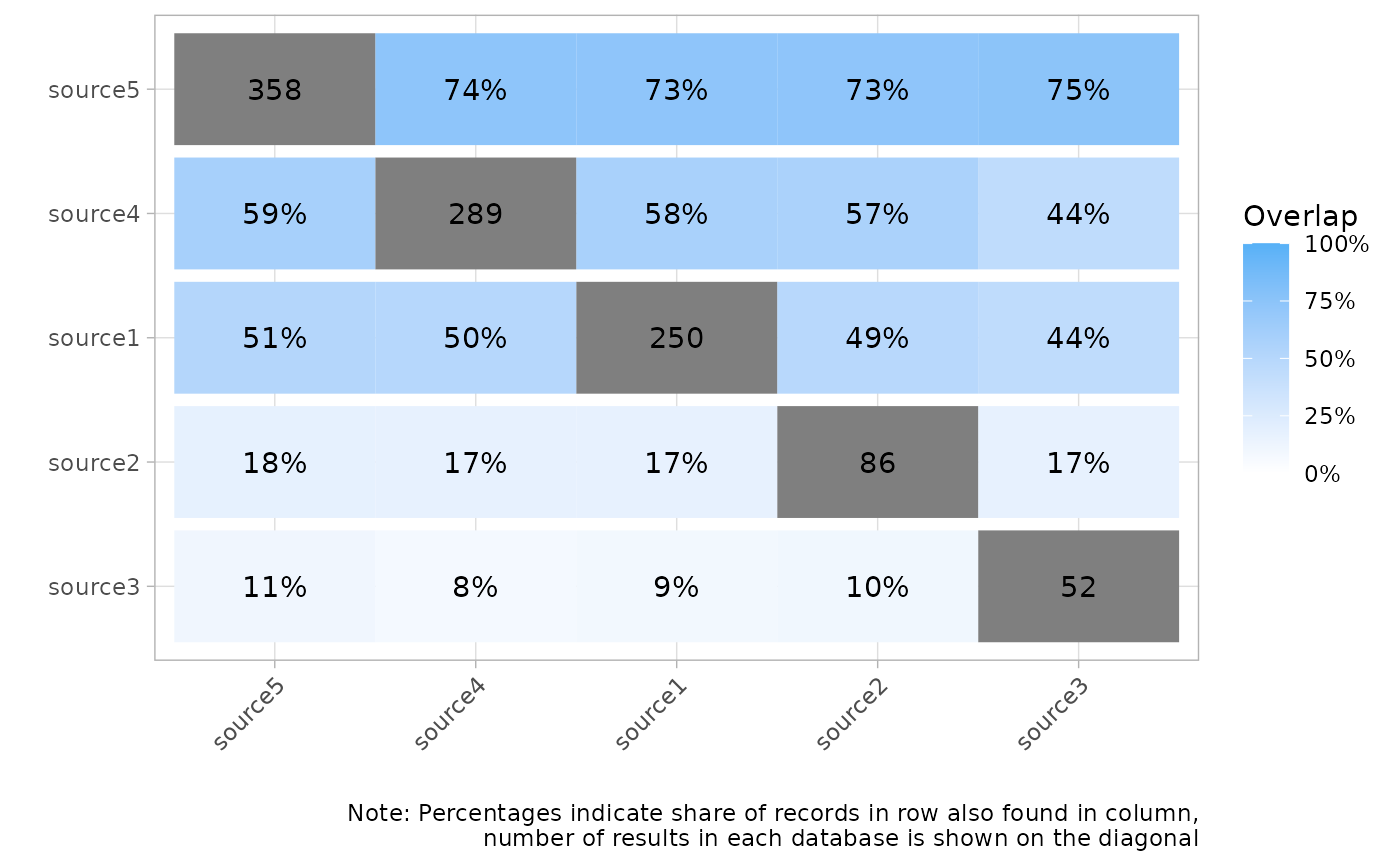 source5 358 74% 73% 73% 75%
source4 59% 289 58% 57% 44%
source1 51% 50% 250 49% 44%
source2 18% 17% 17% 86 17%
source3 11% 8% 9% 10% 52
source5 source4 source1 source2 source3
Overlap
100%
75%
50%
25%
0%
Note: Percentages indicate share of records in row also found in column,
number of results in each database is shown on the diagonal